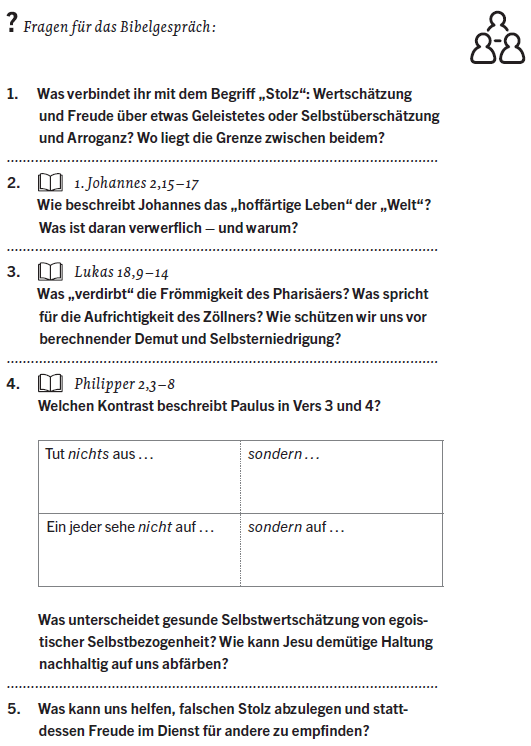 ? Fragen für das Bibelgespräch:
1. Was verbindet ihr mit dem Begriff „Stolz“: Wertschätzung
und Freude über etwas Geleistetes oder Selbstüberschätzung
und Arroganz? Wo liegt die Grenze zwischen beidem?
2. 1. Johannes 2,15–17
Wie beschreibt Johannes das „hoffärtige Leben“ der „Welt“?
Was ist daran verwerflich – und warum?
3. Lukas 18,9–14
Was „verdirbt“ die Frömmigkeit des Pharisäers? Was spricht
für die Aufrichtigkeit des Zöllners? Wie schützen wir uns vor
berechnender Demut und Selbsterniedrigung?
4. Philipper 2,3–8
Welchen Kontrast beschreibt Paulus in Vers 3 und 4?
Tut nichts aus ... sondern ...
Ein jeder sehe nicht auf ... sondern auf ...
Was unterscheidet gesunde Selbstwertschätzung von egois-
tischer Selbstbezogenheit? Wie kann Jesu demütige Haltung
nachhaltig auf uns abfärben?
5. Was kann uns helfen, falschen Stolz abzulegen und statt-
dessen Freude im Dienst für andere zu empfinden?